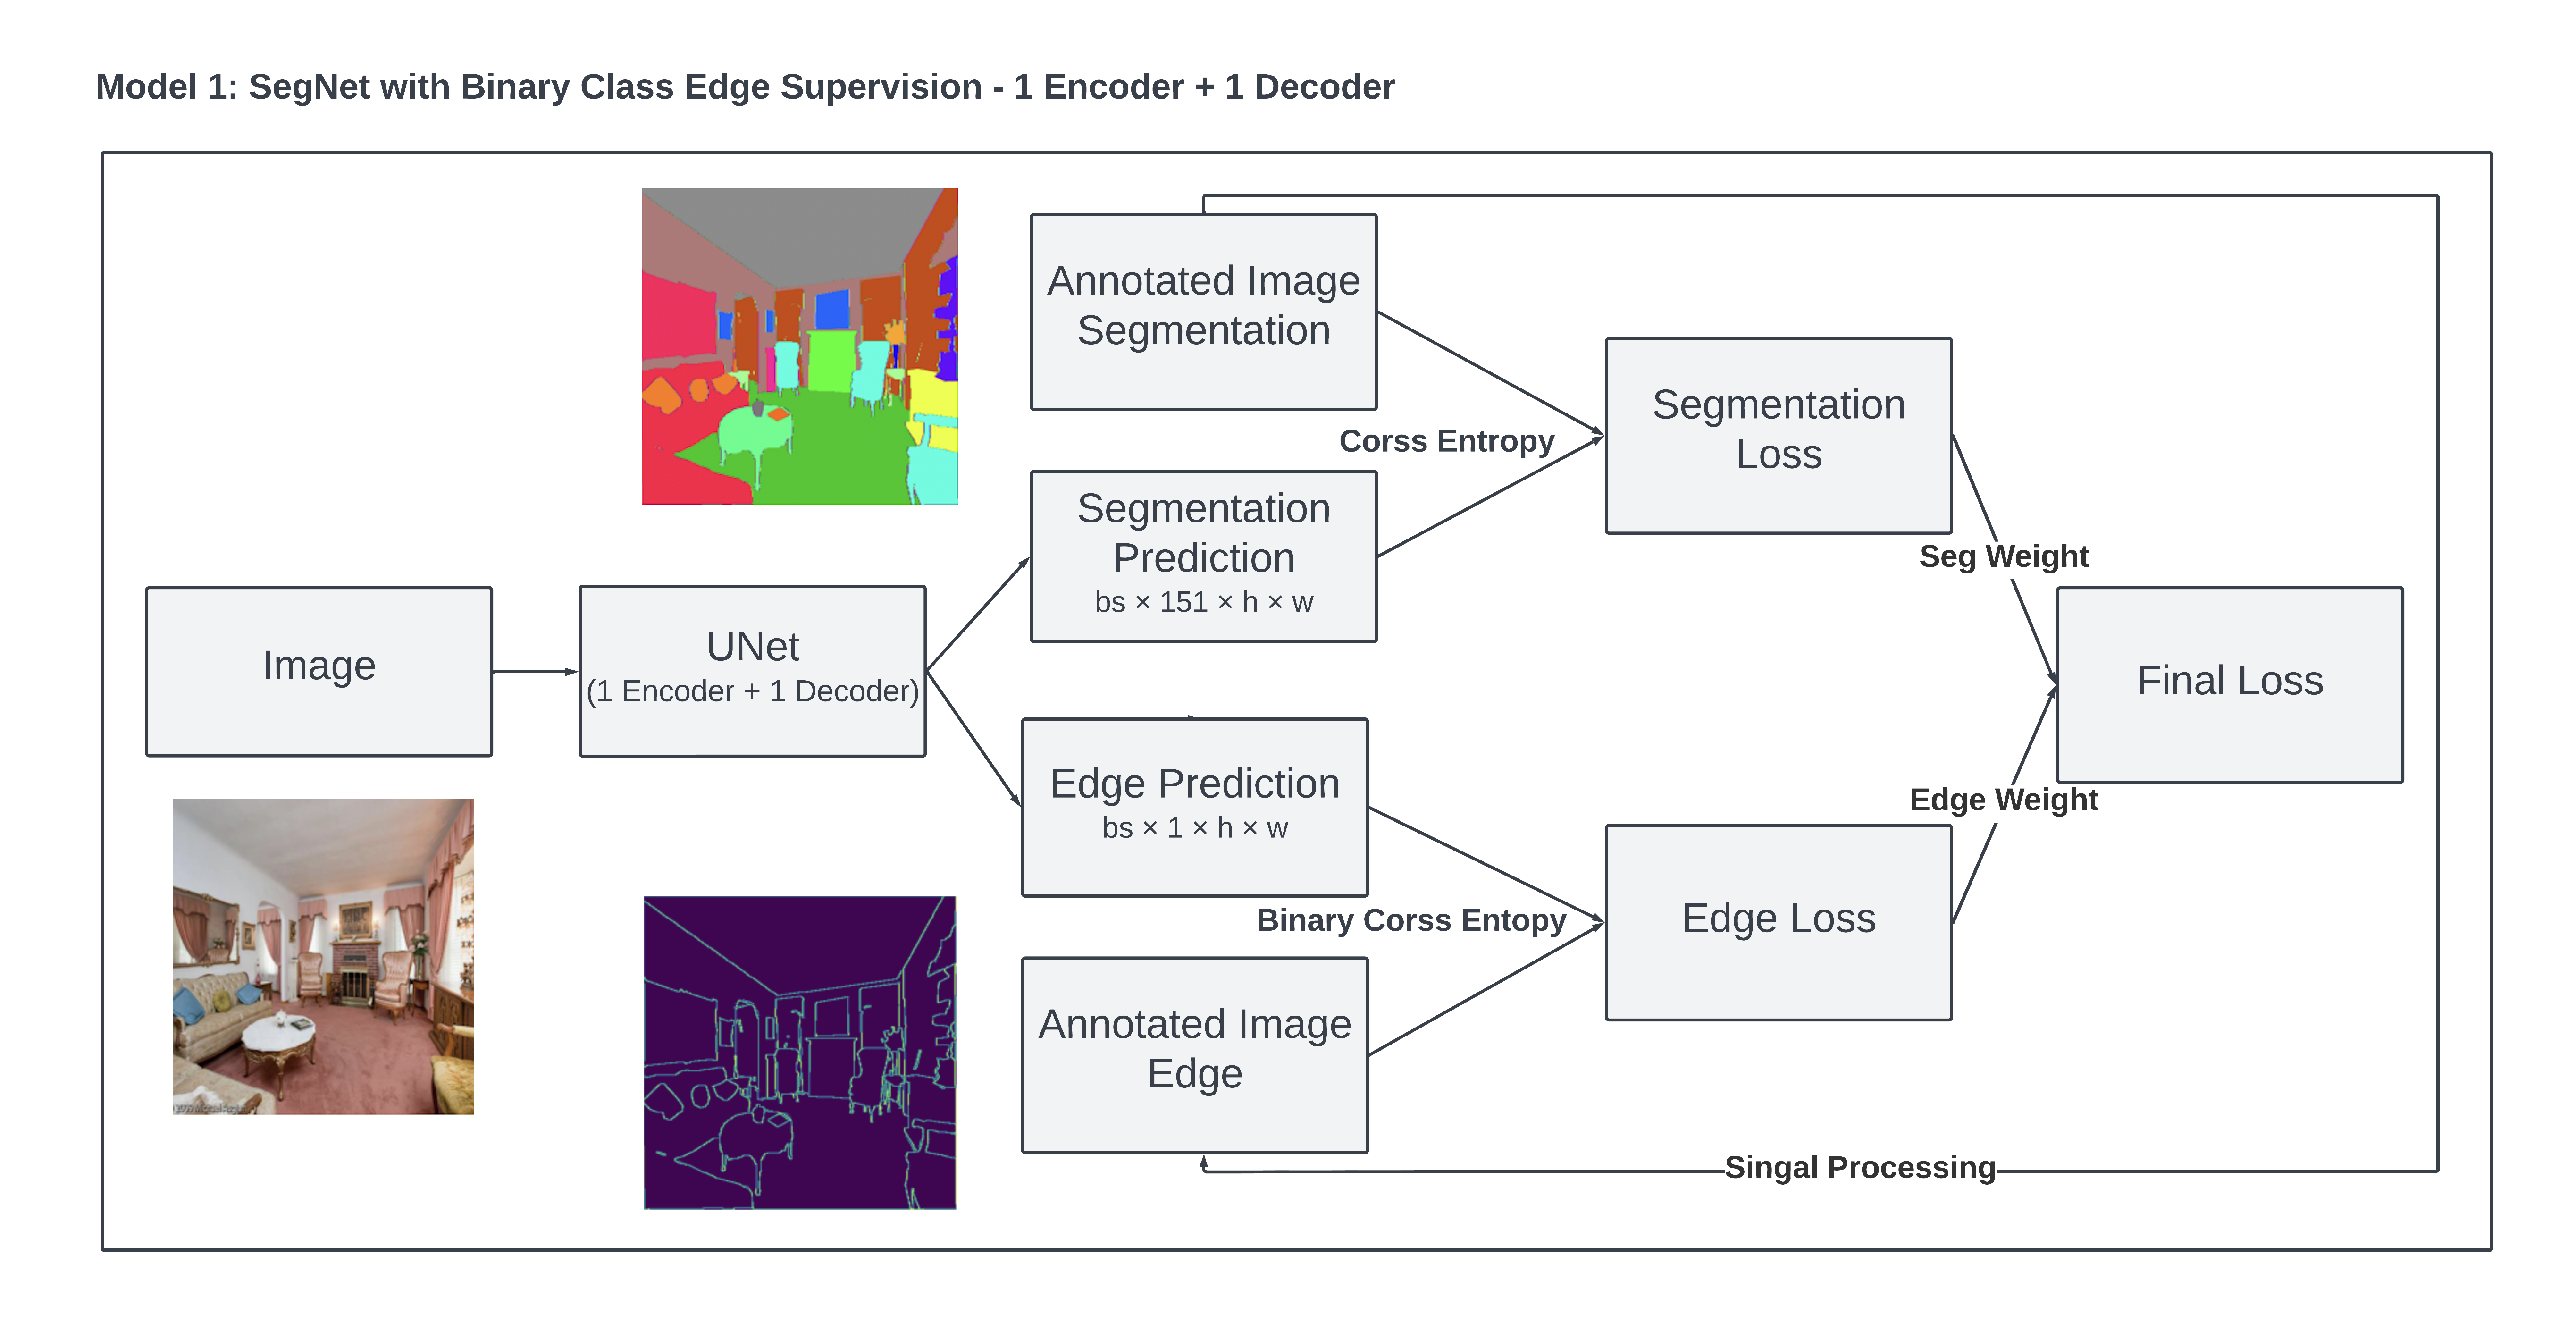 Model 1: SegNet with Binary Class Edge Supervision - 1 Encoder + 1 Decoder
Annotated Image
Segmentation
Corss Entropy
Segmentation
Loss
Segmentation
Prediction
bs × 151 × h × w
Seg Weight
Image
UNet
(1 Encoder + 1 Decoder)
Final Loss
Edge Prediction
bs × 1 × h × w
Edge Weight
Binary Corss Entopy
Edge Loss
Annotated Image
Edge
Singal Processing